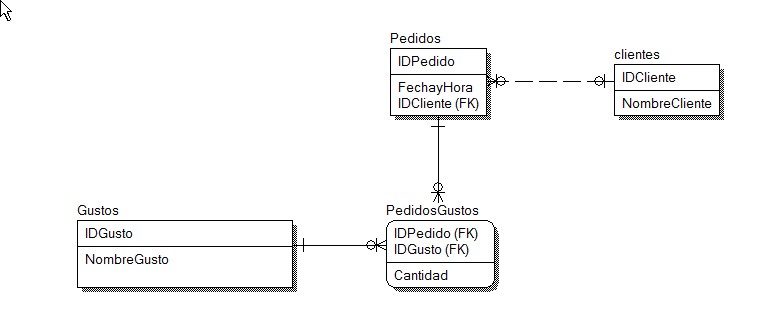 Pedidos
IDPedido
FechayHora
IDCliente (FK)
clientes
IDCliente
NombreCliente
Gustos
IDGusto
NombreGusto
PedidosGustos
IDPedido (FK)
IDGusto (FK)
Cantidad